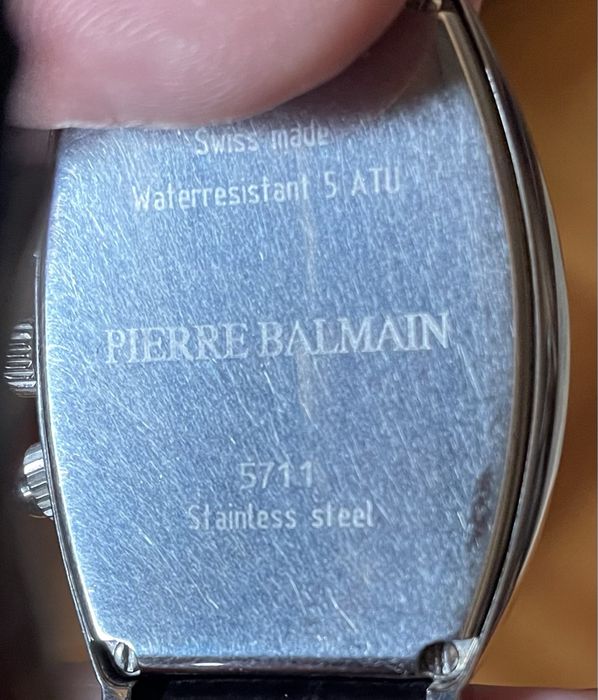 Swiss made
Waterresistant 5 ATU
PIERRE BALMAIN
5711
Stainless steel